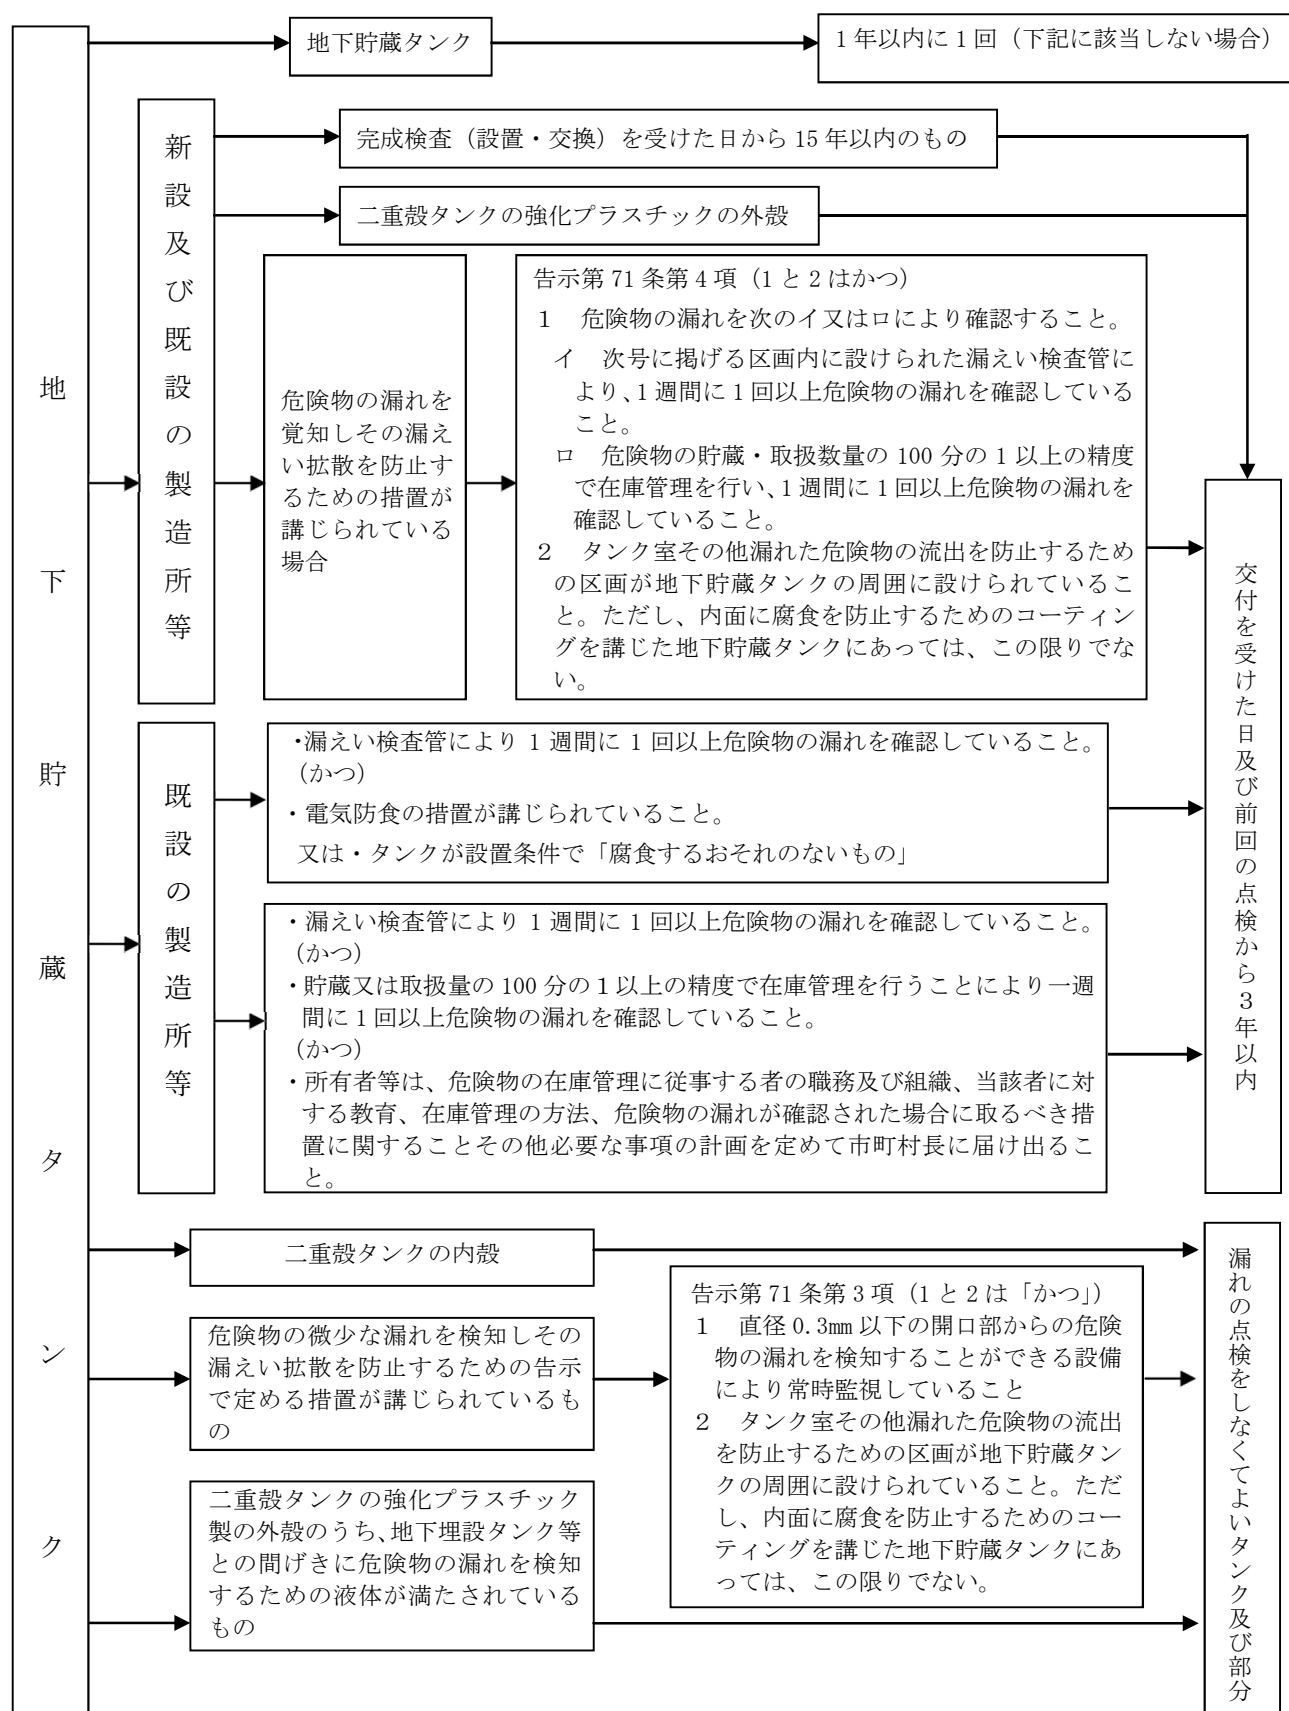 地下貯蔵タンク
地下貯蔵タンク
1年以内に1回（下記に該当しない場合）
新設及び既設の製造所等
完成検査（設置・交換）を受けた日から15年以内のもの
二重殻タンクの強化プラスチックの外殻
危険物の漏れを
覚知しその漏え
い拡散を防止す
るための措置が
講じられている
場合
告示第71条第4項（1と2はかつ）
１　危険物の漏れを次のイ又はロにより確認すること。
イ　次号に掲げる区画内に設けられた漏えい検査管に
より、1週間に1回以上危険物の漏れを確認している
こと。
ロ　危険物の貯蔵・取扱数量の100分の1以上の精度
で在庫管理を行い、1週間に1回以上危険物の漏れを
確認していること。
２　タンク室その他漏れた危険物の流出を防止するため
の区画が地下貯蔵タンクの周囲に設けられているこ
と。ただし、内面に腐食を防止するためのコーティン
グを講じた地下貯蔵タンクにあっては、この限りでな
い。
交付を受けた日及び前回の点検から３年以内
既設の製造所等
・漏えい検査管により1週間に1回以上危険物の漏れを確認していること。
（かつ）
・電気防食の措置が講じられていること。
又は・タンクが設置条件で「腐食するおそれのないもの」
・漏えい検査管により1週間に1回以上危険物の漏れを確認していること。
（かつ）
・貯蔵又は取扱量の100分の1以上の精度で在庫管理を行うことにより一週
間に1回以上危険物の漏れを確認していること。
（かつ）
・所有者等は、危険物の在庫管理に従事する者の職務及び組織、当該者に対
する教育、在庫管理の方法、危険物の漏れが確認された場合に取るべき措
置に関することその他必要な事項の計画を定めて市町村長に届け出るこ
と。
二重殻タンクの内殻
危険物の微少な漏れを検知しその
漏えい拡散を防止するための告示
で定める措置が講じられているも
の
告示第71条第3項（1と2は「かつ」）
１　直径0.3㎜以下の開口部からの危険
物の漏れを検知することができる設備
により常時監視していること
２　タンク室その他漏れた危険物の流出
を防止するための区画が地下貯蔵タン
クの周囲に設けられていること。ただ
し、内面に腐食を防止するためのコー
ティングを講じた地下貯蔵タンクにあ
っては、この限りでない。
二重殻タンクの強化プラスチック
製の外殻のうち、地下埋設タンク等
との間げきに危険物の漏れを検知
するための液体が満たされている
もの
漏れの点検をしなくてよいタンク及び部分